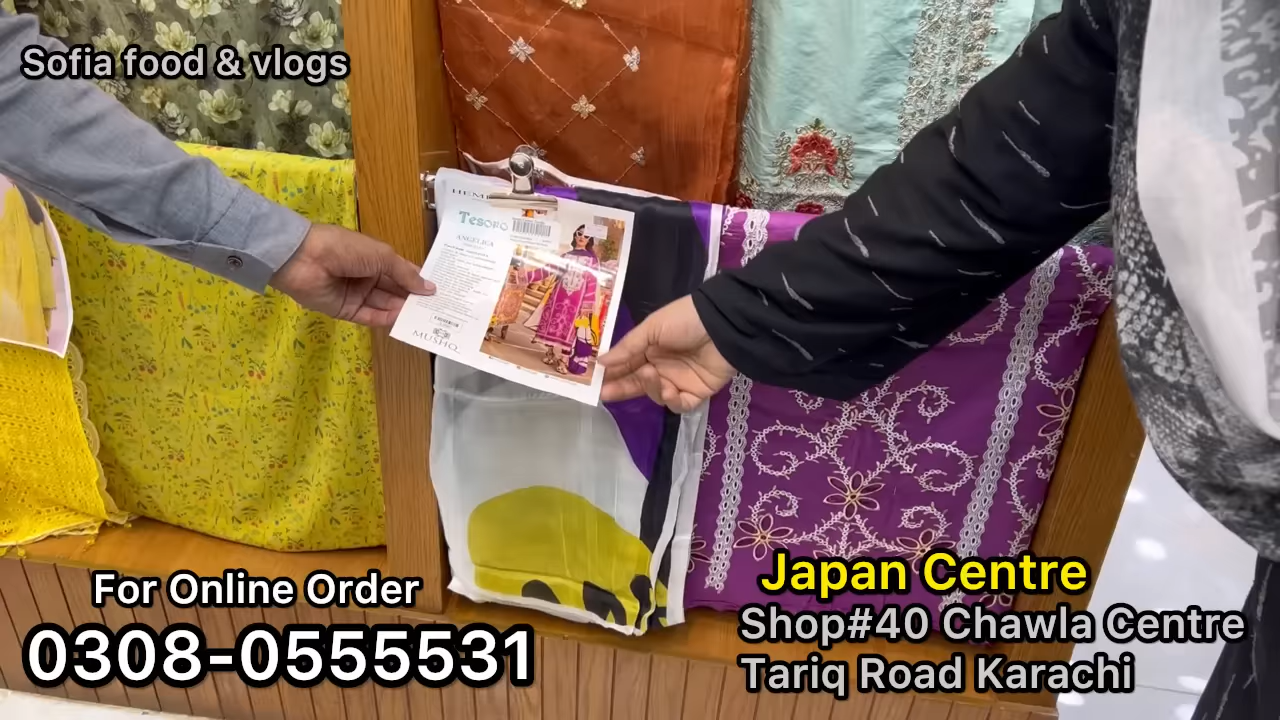 Sofia food & vlogs
TESORO
ANGELICA
MUSHQ
For Online Order
0308-0555531
Japan Centre
Shop#40 Chawla Centre
Tariq Road Karachi